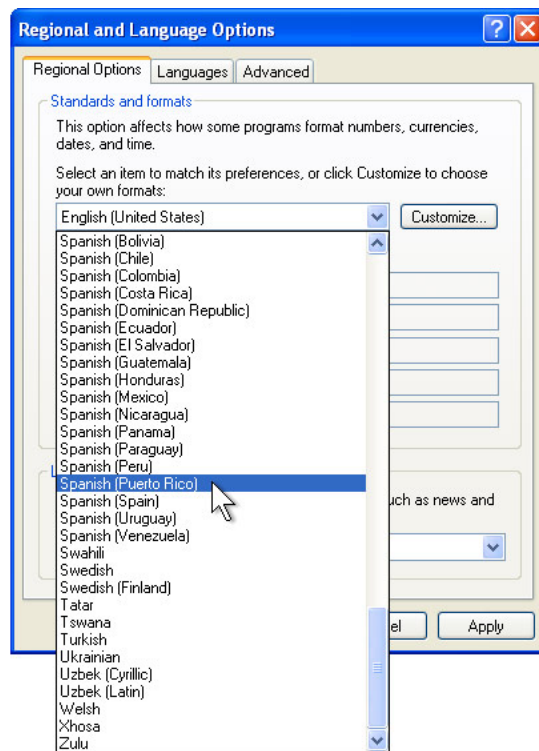 Regional and Language Options
Regional Options Languages Advanced
Standards and formats
This option affects how some programs format numbers, currencies,
dates, and time.
Select an item to match its preferences, or click Customize to choose
your own formats:
English (United States)
Customize...
Spanish (Bolivia)
Spanish (Chile)
Spanish (Colombia)
Spanish (Costa Rica)
Spanish (Dominican Republic)
Spanish (Ecuador)
Spanish (El Salvador)
Spanish (Guatemala)
Spanish (Honduras)
Spanish (Mexico)
Spanish (Nicaragua)
Spanish (Panama)
Spanish (Paraguay)
Spanish (Peru)
Spanish (Puerto Rico)
Spanish (Spain)
such as news and
Spanish (Uruguay)
Spanish (Venezuela)
Swahili
Swedish
Swedish (Finland)
Tatar
Tswana
el Apply
Turkish
Ukrainian
Uzbek (Cyrillic)
Uzbek (Latin)
Welsh
Xhosa
Zulu